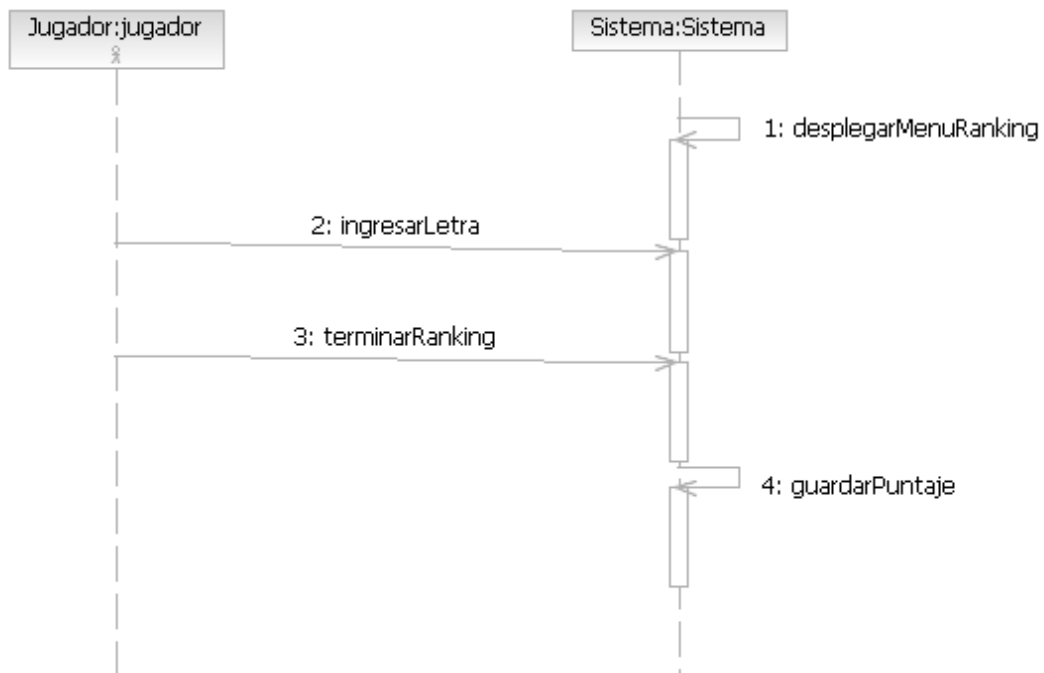 Jugador:jugador
Sistema:Sistema
1: desplegarMenuRanking
2: ingresarLetra
3: terminarRanking
4: guardarPuntaje